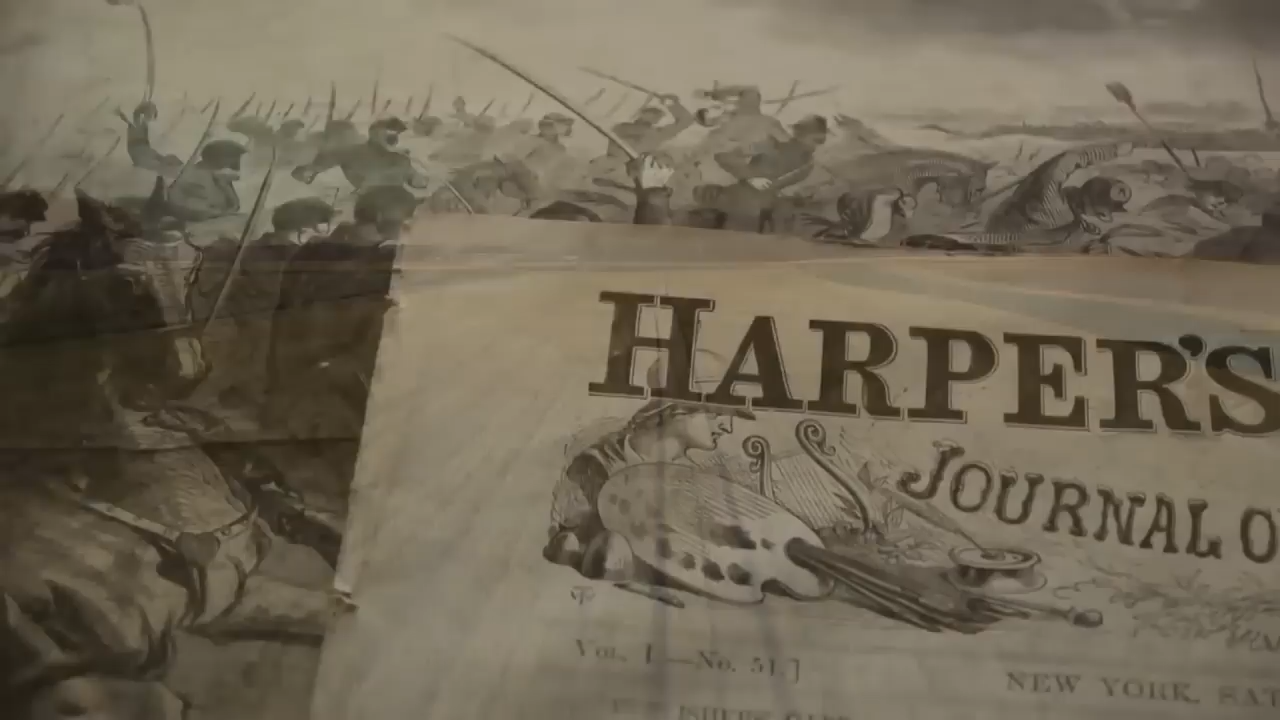 HARPER'S
JOURNAL O
Vol. I.—No. 51.]
NEW YORK, SAT